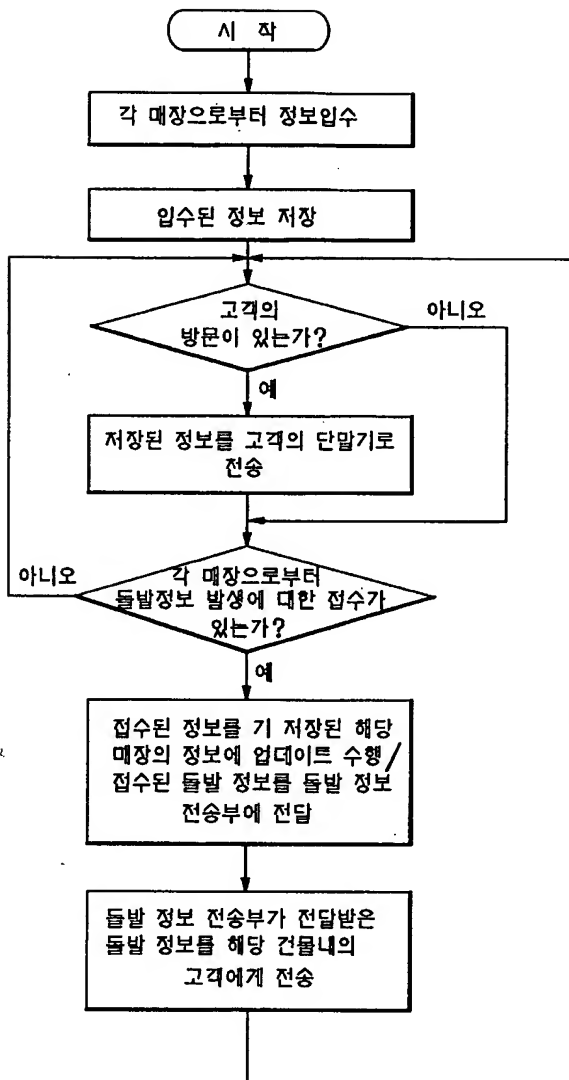 시 작
각 매장으로부터 정보입수
입수된 정보 저장
고객의
방문이 있는가?
아니오
예
저장된 정보를 고객의 단말기로
전송
각 매장으로부터
돌발정보 발생에 대한 접수가
있는가?
아니오
예
접수된 정보를 기 저장된 해당
매장의 정보에 업데이트 수행/
접수된 돌발 정보를 돌발 정보
전송부에 전달
돌발 정보 전송부가 전달받은
돌발 정보를 해당 건물내의
고객에게 전송